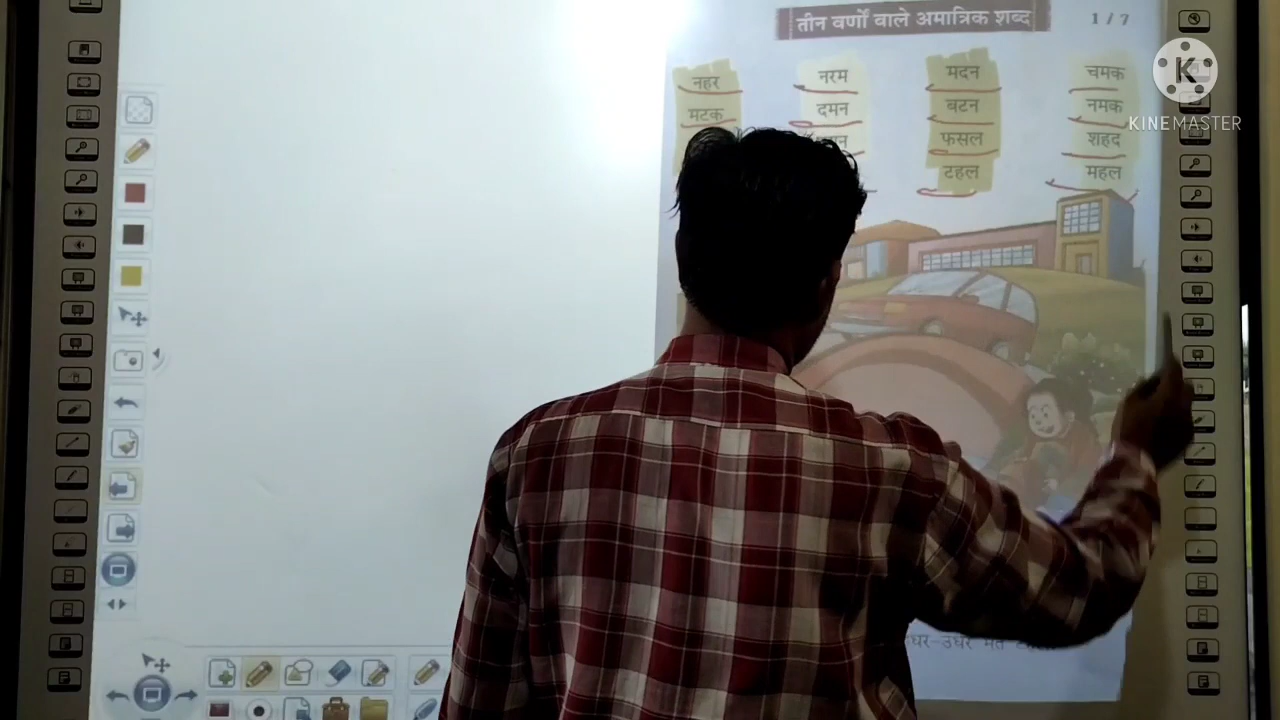 तीन वर्णों वाले अमात्रिक शब्द
1/7
नहर नरम मदन चमक
मटक दमन बटन नमक
फसल शहद
टहल महल
K
KINEMASTER